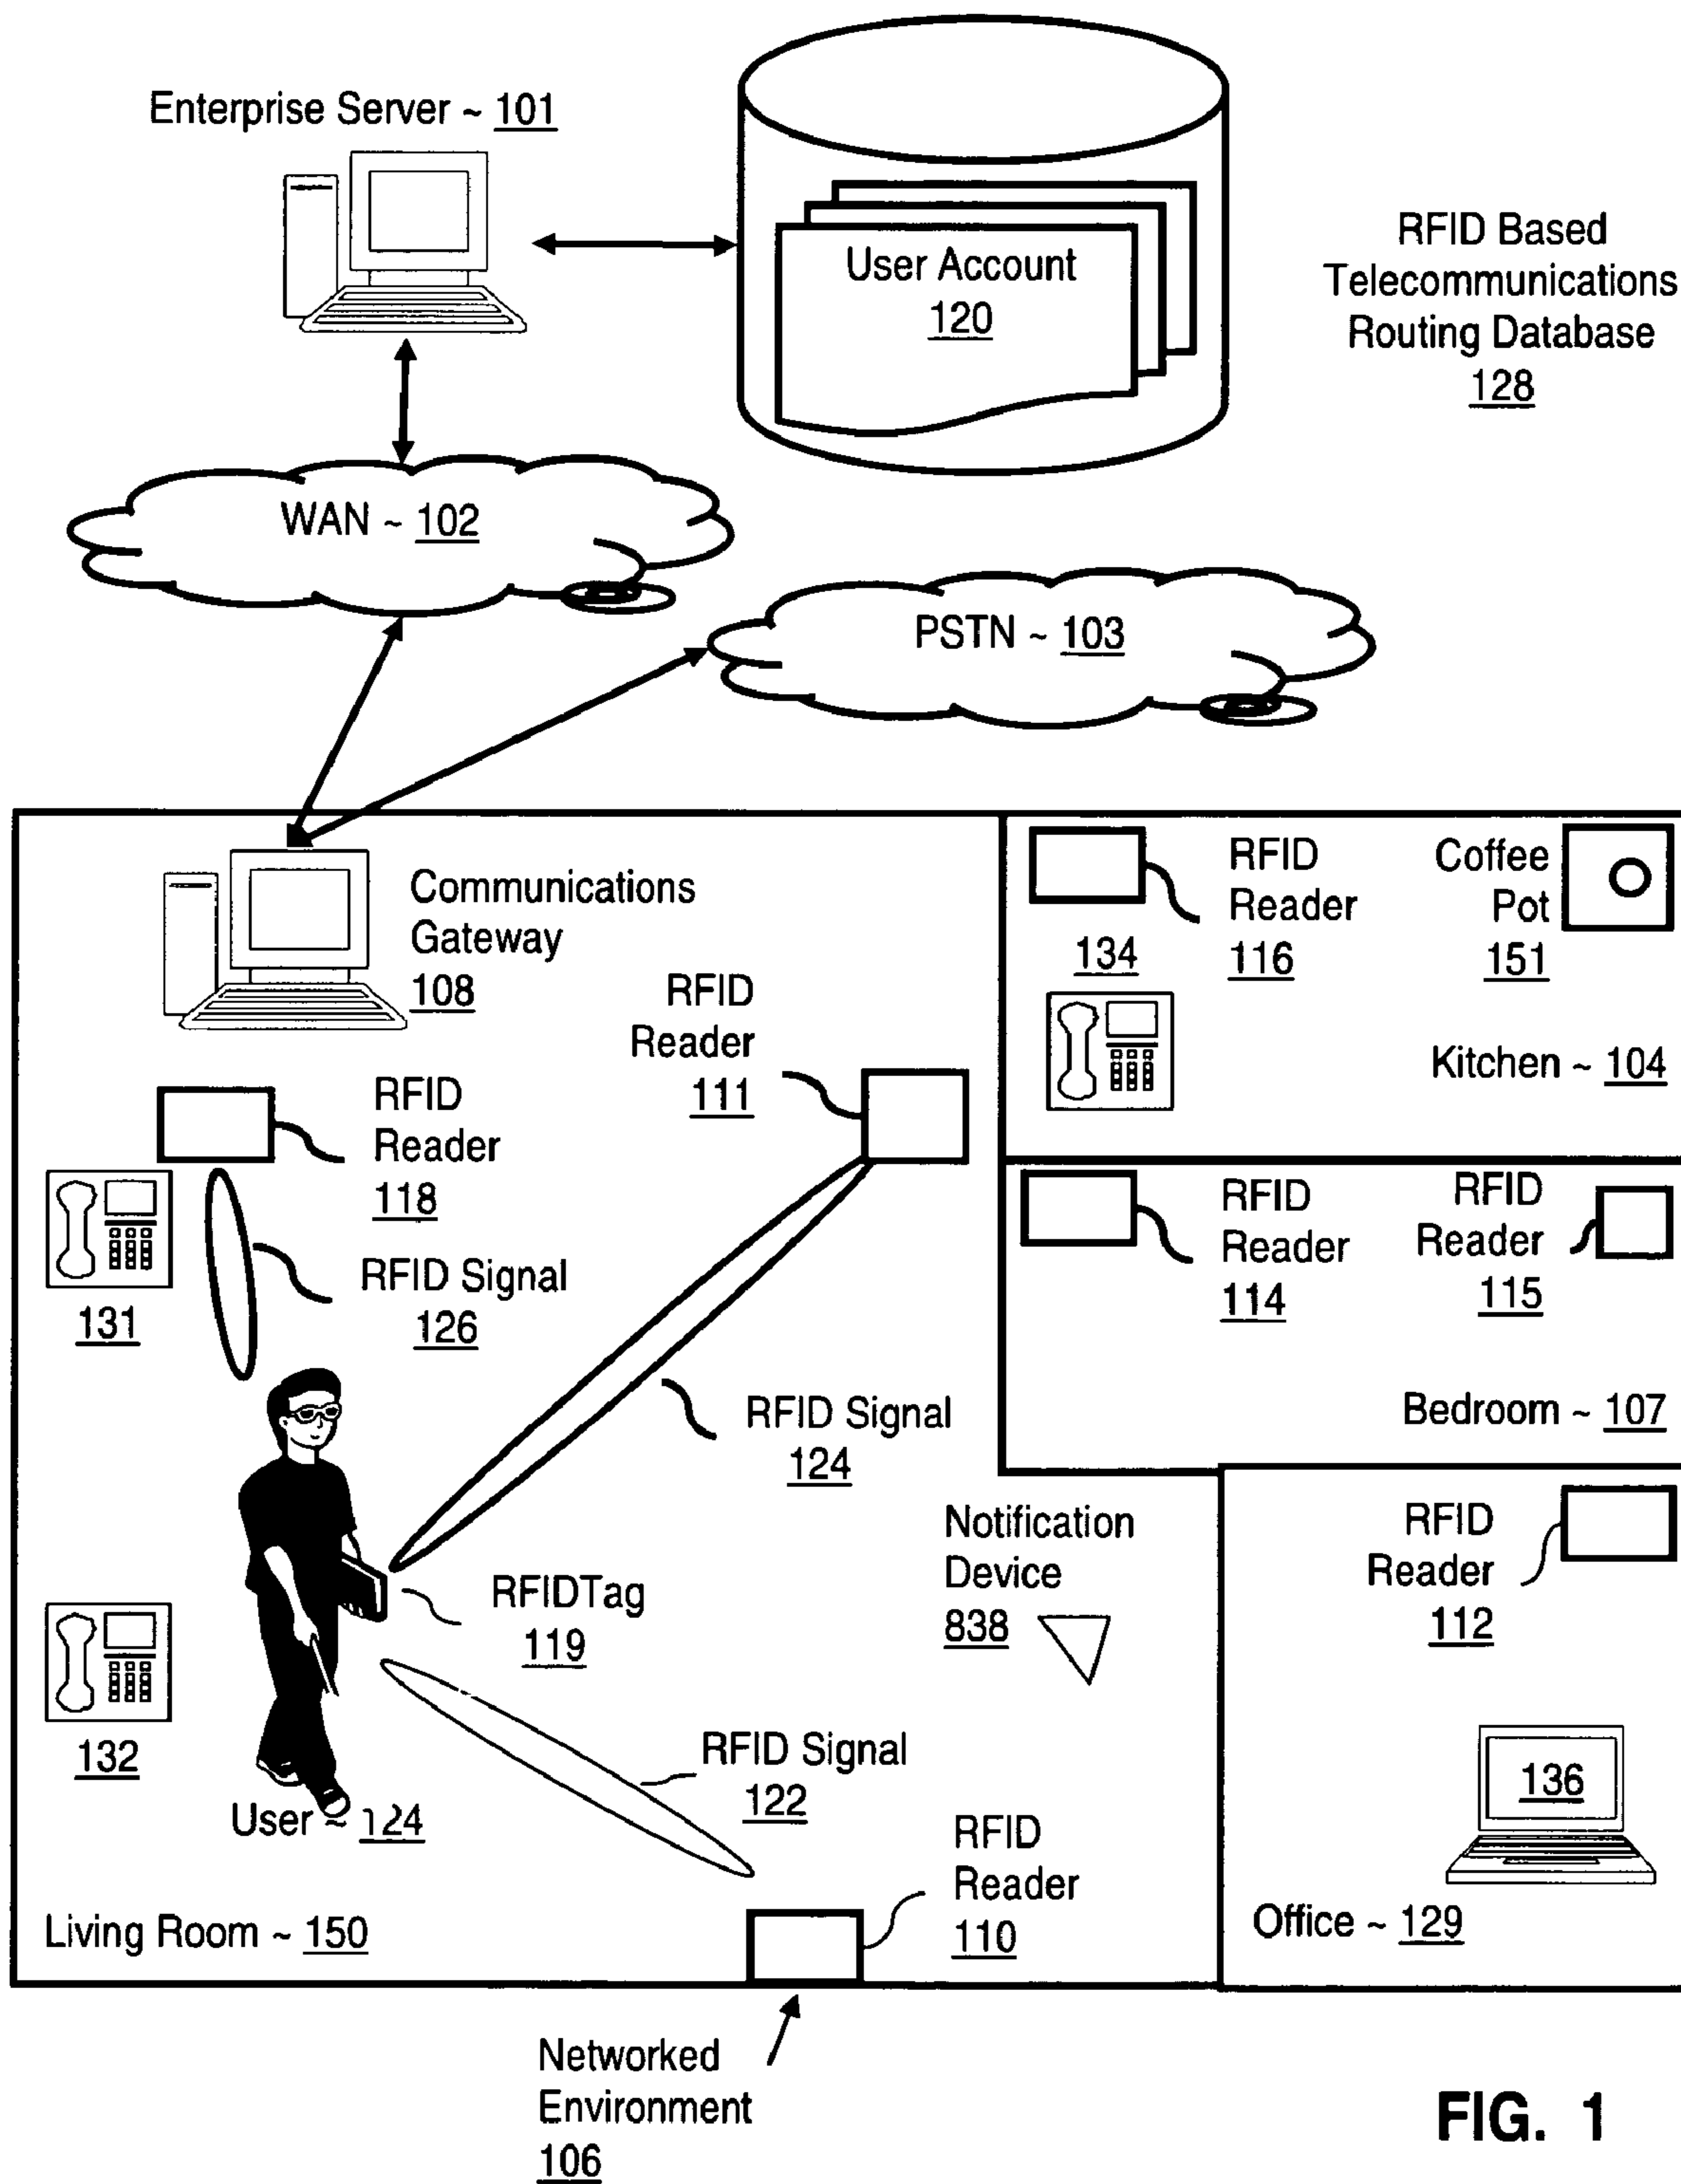 Enterprise Server ~ 101
User Account
120
RFID Based
Telecommunications
Routing Database
128
WAN ~ 102
PSTN ~ 103
Communications
Gateway
108
RFID
Reader
111
RFID
Reader
118
131
RFID Signal
126
RFID Signal
124
RFIDTag
119
132
RFID Signal
122
User ~ 124
Notification
Device
838
RFID
Reader
110
Living Room ~ 150
RFID
Reader
116
134
Coffee
Pot
151
Kitchen ~ 104
RFID
Reader
114
RFID
Reader
115
Bedroom ~ 107
RFID
Reader
112
136
Office ~ 129
Networked
Environment
106
FIG. 1